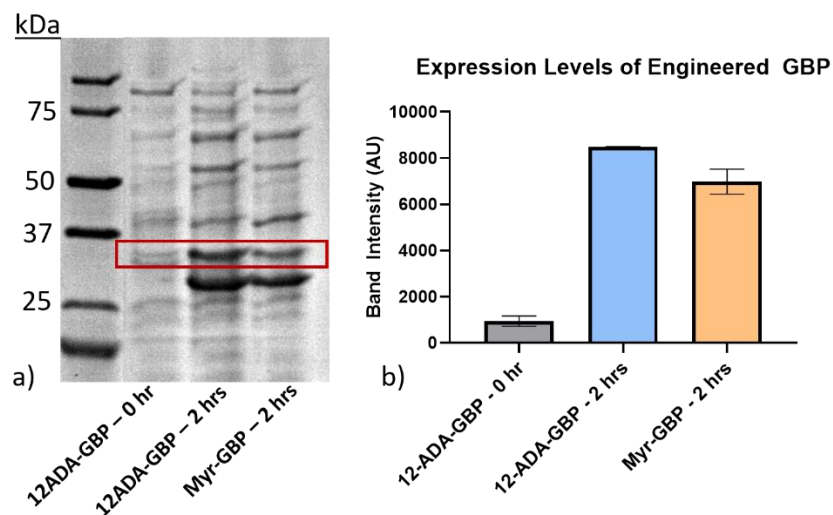 kDa
75
50
37
25
a)
12ADA-GBP – 0 hr
12ADA-GBP – 2 hrs
Myr-GBP – 2 hrs
Expression Levels of Engineered GBP
Band Intensity (AU)
10000
8000
6000
4000
2000
0
b)
12-ADA-GBP - 0 hr
12-ADA-GBP - 2 hrs
Myr-GBP - 2 hrs